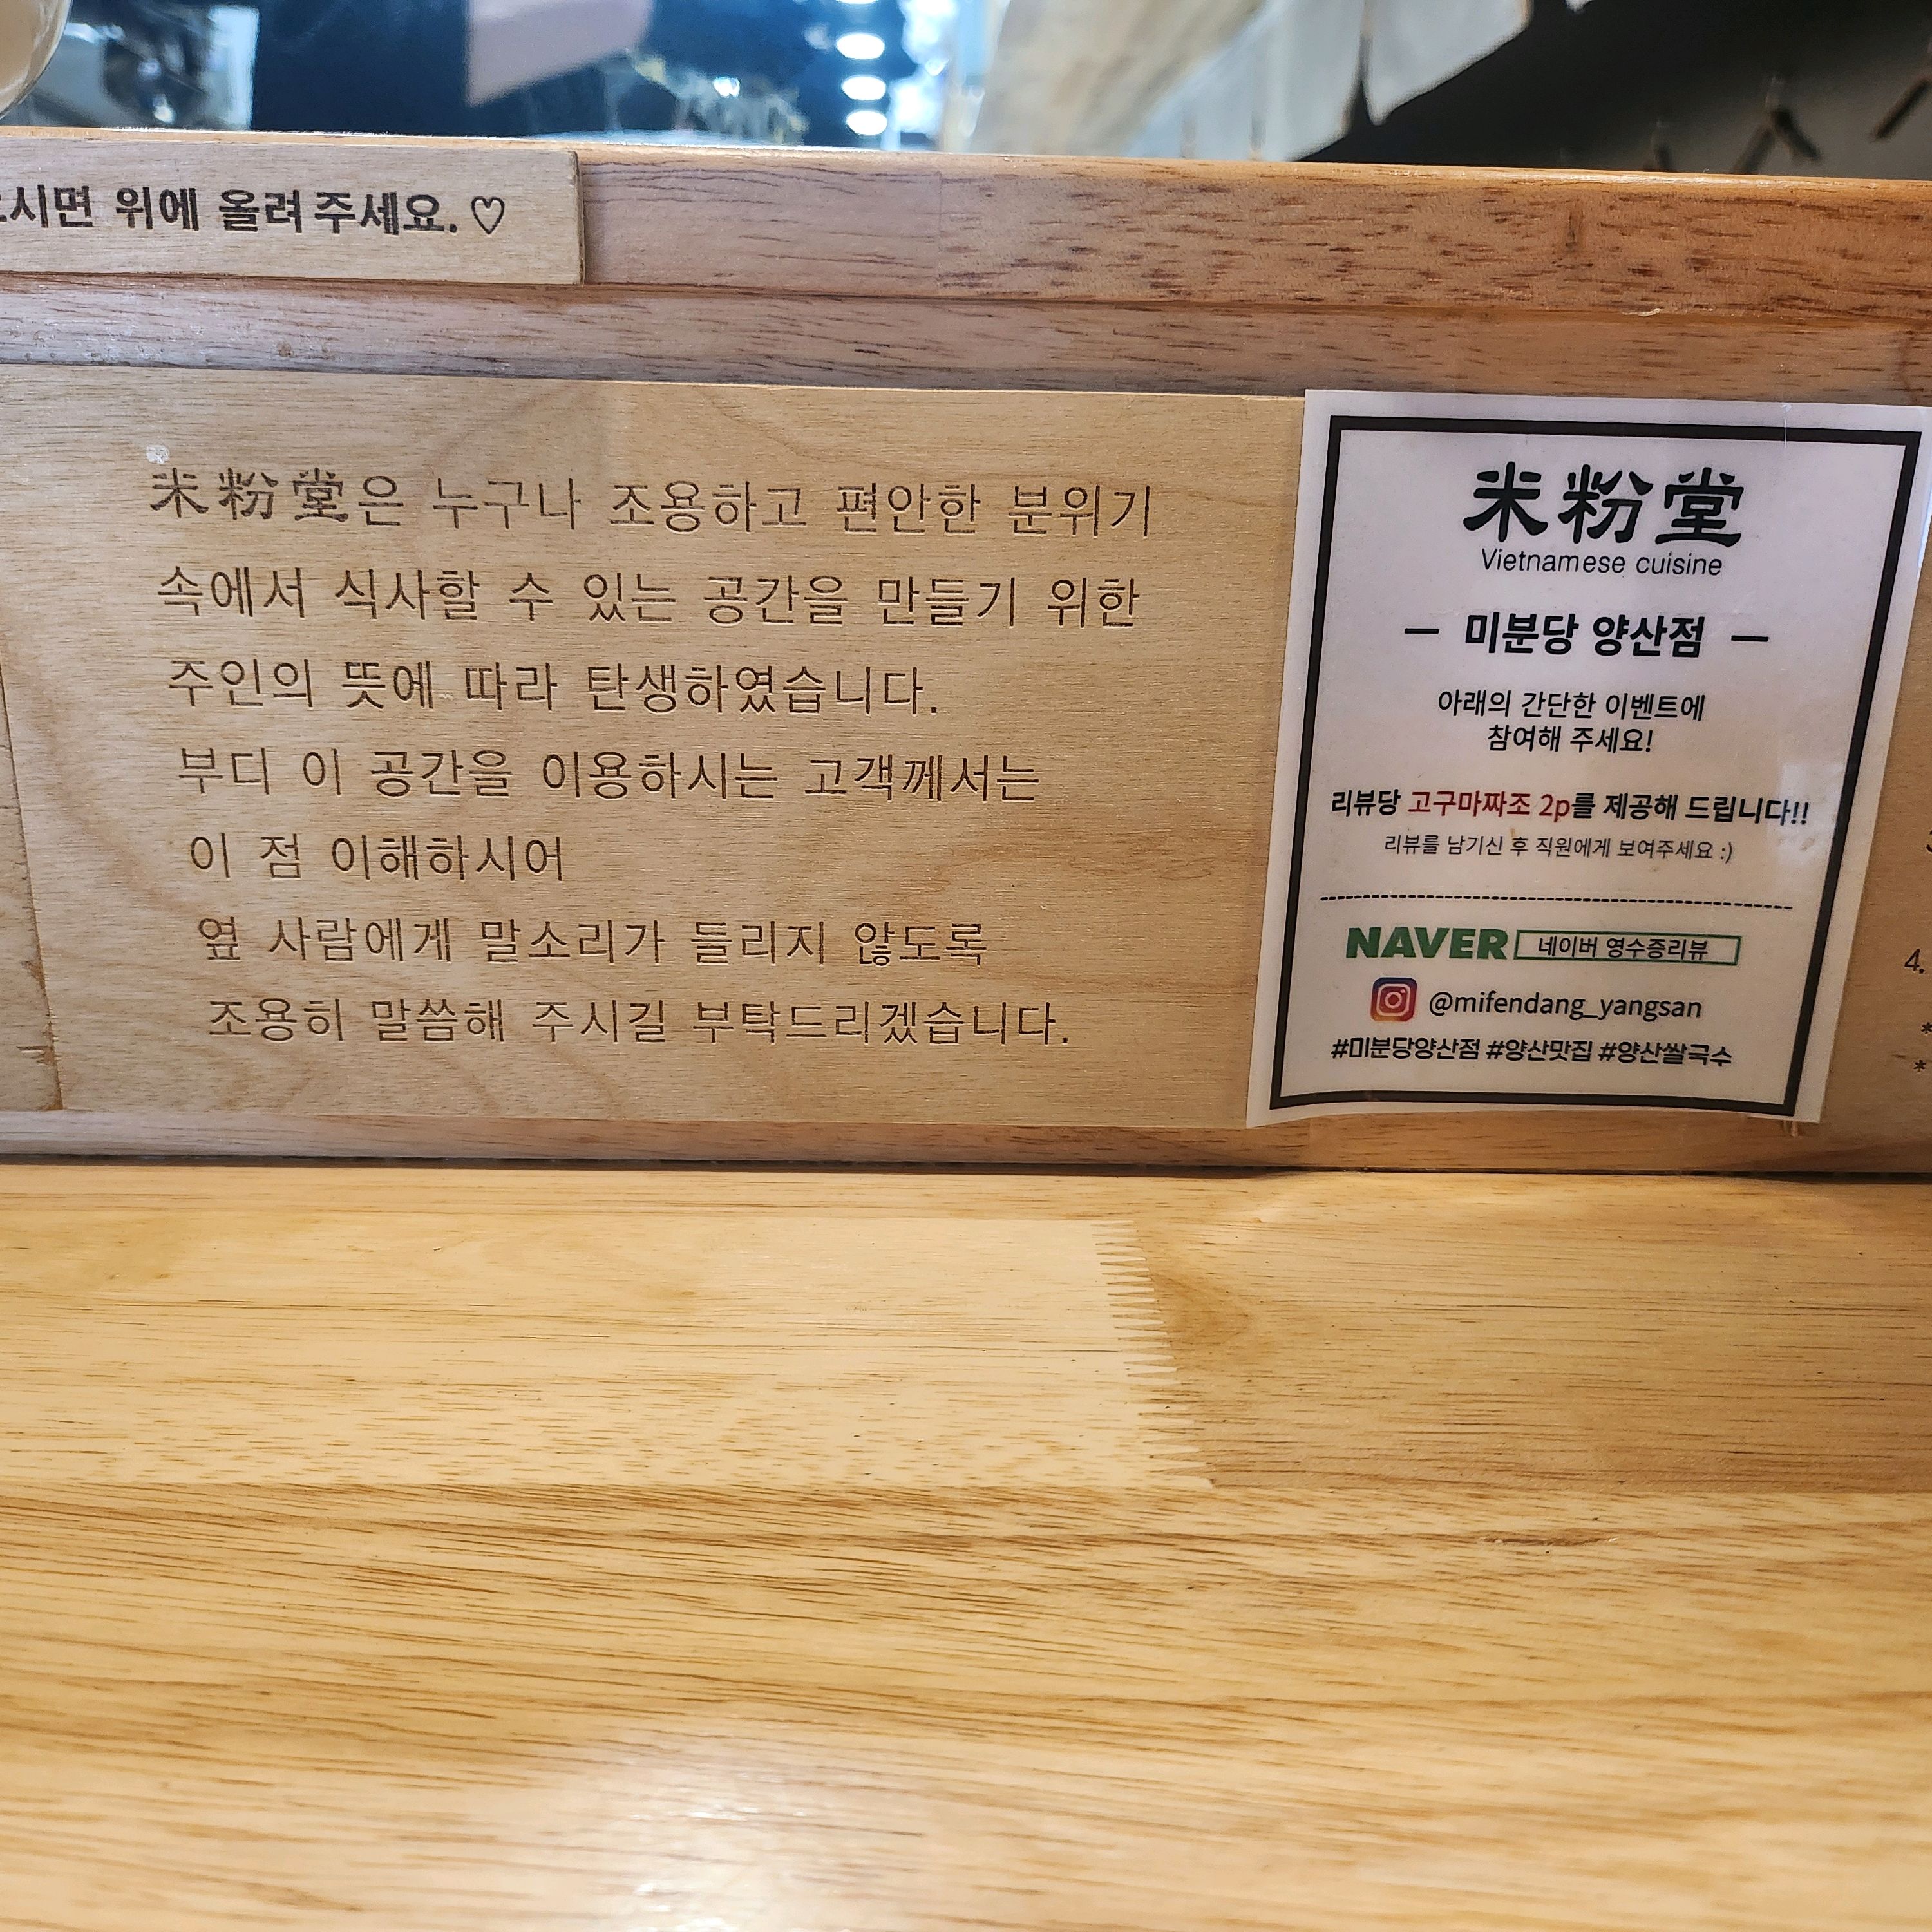 시면 위에 올려주세요. ♡
米粉堂은 누구나 조용하고 편안한 분위기
속에서 식사할 수 있는 공간을 만들기 위한
주인의 뜻에 따라 탄생하였습니다.
부디 이 공간을 이용하시는 고객께서는
이 점 이해하시어
옆 사람에게 말소리가 들리지 않도록
조용히 말씀해 주시길 부탁드리겠습니다.
米粉堂
Vietnamese cuisine
— 미분당 양산점 —
아래의 간단한 이벤트에
참여해 주세요!
리뷰당 고구마짜조 2p를 제공해 드립니다!!
리뷰를 남기신 후 직원에게 보여주세요 :)
NAVER 네이버 영수증리뷰
@mifendang_yangsan
#미분당양산점 #양산맛집 #양산쌀국수
4.
*
*